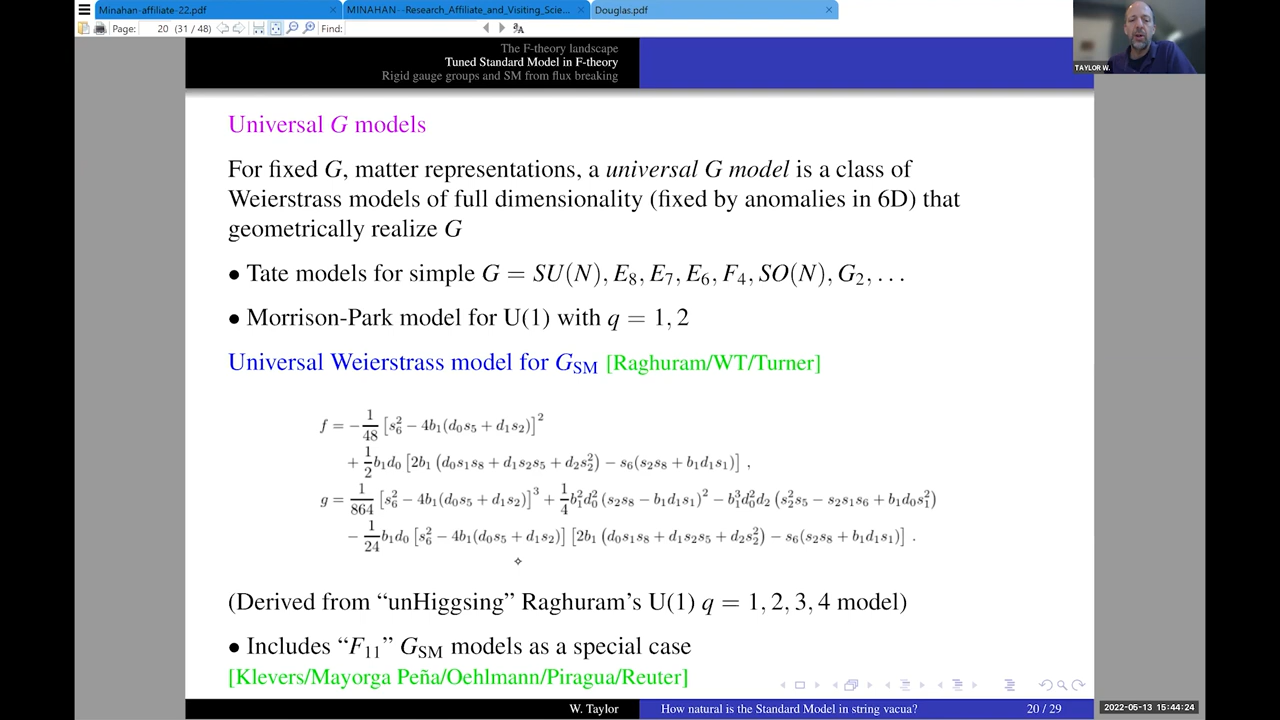 Minahan-affiliate-22.pdf
MINAHAN--Research_Affiliate_and_Visiting_Scie...
Douglas.pdf
Page: 20 (31 / 48) Find:
The F-theory landscape
Tuned Standard Model in F-theory
Rigid gauge groups and SM from flux breaking
TAYLOR W.
Universal G models
For fixed G, matter representations, a universal G model is a class of
Weierstrass models of full dimensionality (fixed by anomalies in 6D) that
geometrically realize G
• Tate models for simple G = SU(N), E₈, E₇, E₆, F₄, SO(N), G₂, . . .
• Morrison-Park model for U(1) with q = 1, 2
Universal Weierstrass model for G_SM [Raghuram/WT/Turner]
f = −1/48 [s₆² − 4b₁(d₀s₅ + d₁s₂)]²
+ 1/2 b₁d₀ [2b₁ (d₀s₁s₈ + d₁s₂s₅ + d₂s₂²) − s₆(s₂s₈ + b₁d₁s₁)] ,
g = 1/864 [s₆² − 4b₁(d₀s₅ + d₁s₂)]³ + 1/4 b₁²d₀² (s₂s₈ − b₁d₁s₁)² − b₁³d₀²d₂ (s₂²s₅ − s₂s₁s₆ + b₁d₀s₁²)
− 1/24 b₁d₀ [s₆² − 4b₁(d₀s₅ + d₁s₂)] [2b₁ (d₀s₁s₈ + d₁s₂s₅ + d₂s₂²) − s₆(s₂s₈ + b₁d₁s₁)] .
(Derived from “unHiggsing” Raghuram’s U(1) q = 1, 2, 3, 4 model)
• Includes “F₁₁” G_SM models as a special case
[Klevers/Mayorga Peña/Oehlmann/Piragua/Reuter]
W. Taylor How natural is the Standard Model in string vacua? 20 / 29
2022-05-13 15:44:24